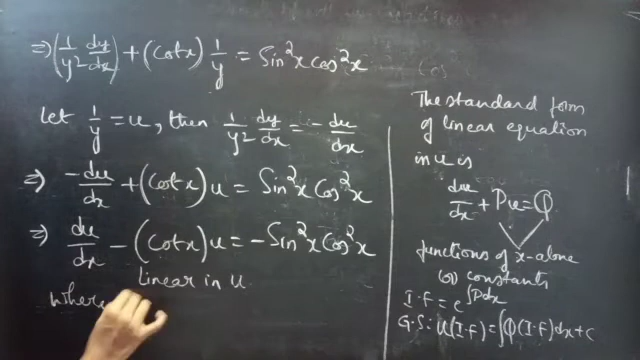 ⇒ (1/y² dy/dx) + (Cot x) 1/y = Sin²x cos²x
Let 1/y = u, then 1/y² dy/dx = - du/dx
⇒ - du/dx + (Cot x) u = Sin²x Cos²x
⇒ du/dx - (Cot x) u = - Sin²x Cos²x
Linear in u
where
The standard form
of linear equation
in u is
du/dx + Pu = Q
functions of x-alone
(or) constants
I.F = e^∫Pdx
G.S: u(I.F) = ∫Q(I.F)dx + c